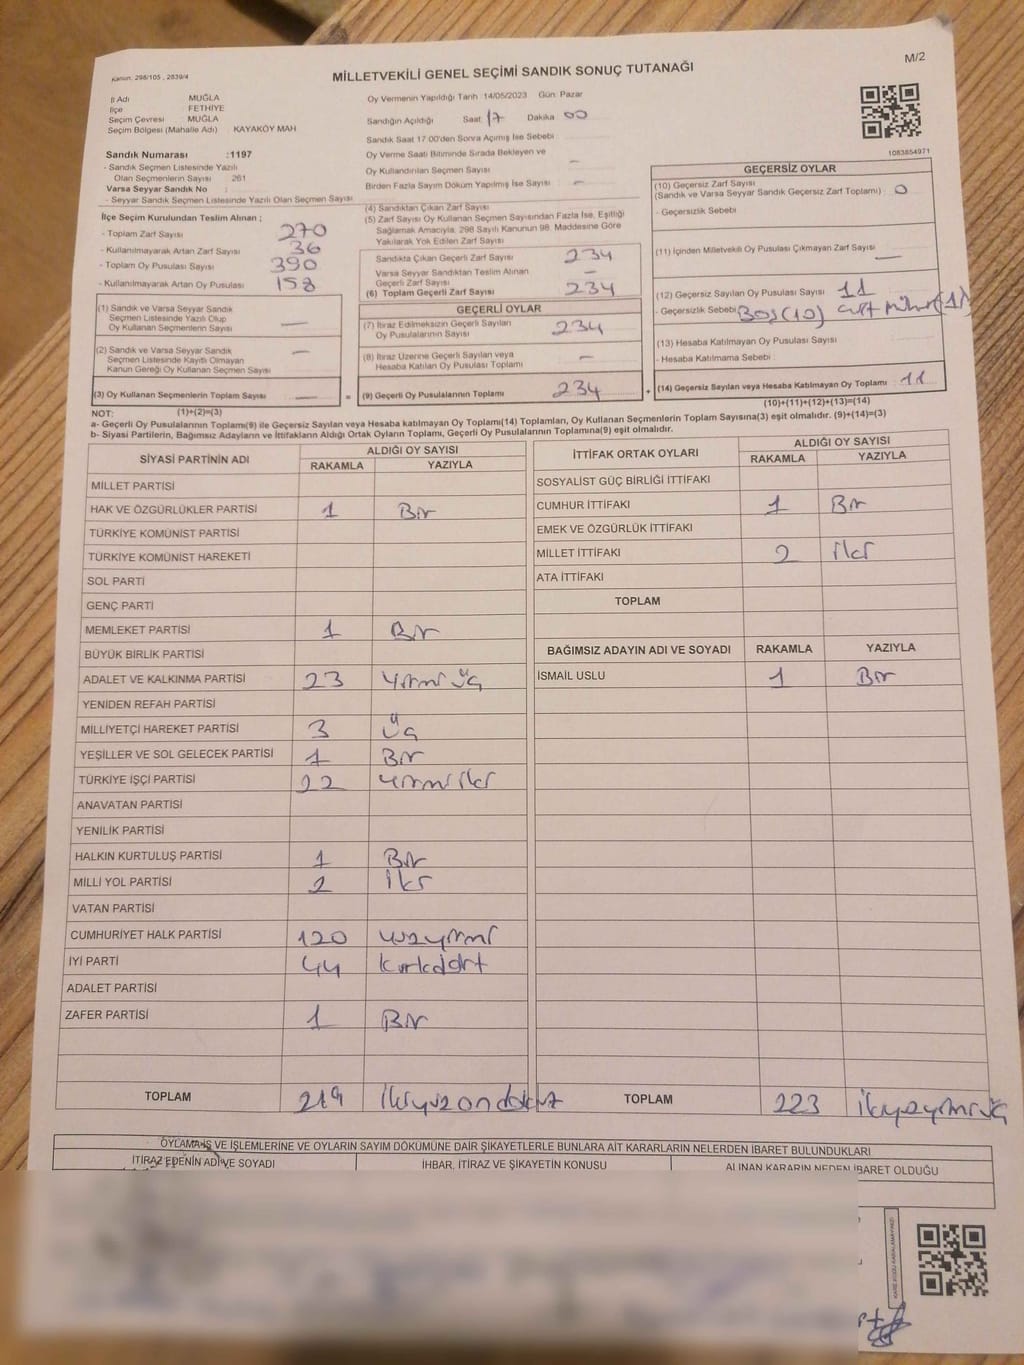 Kanun: 298/105 , 2839/4
MİLLETVEKİLİ GENEL SEÇİMİ SANDIK SONUÇ TUTANAĞI
M/2
İl Adı MUĞLA
İlçe FETHİYE
Seçim Çevresi : MUĞLA
Seçim Bölgesi (Mahalle Adı) KAYAKÖY MAH
Sandık Numarası :1197
- Sandık Seçmen Listesinde Yazılı
Olan Seçmenlerin Sayısı 261
Varsa Seyyar Sandık No :
- Seyyar Sandık Seçmen Listesinde Yazılı Olan Seçmen Sayısı
İlçe Seçim Kurulundan Teslim Alınan ;
- Toplam Zarf Sayısı 270
- Kullanılmayarak Artan Zarf Sayısı 36
- Toplam Oy Pusulası Sayısı 390
- Kullanılmayarak Artan Oy Pusulası 158
(1) Sandık ve Varsa Seyyar Sandık
Seçmen Listesinde Yazılı Olup
Oy Kullanan Seçmenlerin Sayısı —
(2) Sandık ve Varsa Seyyar Sandık
Seçmen Listesinde Kayıtlı Olmayan
Kanun Gereği Oy Kullanan Seçmen Sayısı —
(3) Oy Kullanan Seçmenlerin Toplam Sayısı —
(1)+(2)=(3)
Oy Vermenin Yapıldığı Tarih 14/05/2023 Gün: Pazar
Sandığın Açıldığı Saat 17 Dakika 00
Sandık Saat 17.00'den Sonra Açılmış İse Sebebi
Oy Verme Saati Bitiminde Sırada Bekleyen ve
Oy Kullandırılan Seçmen Sayısı —
Birden Fazla Sayım Döküm Yapılmış İse Sayısı —
(4) Sandıktan Çıkan Zarf Sayısı
(5) Zarf Sayısı Oy Kullanan Seçmen Sayısından Fazla İse, Eşitliği
Sağlamak Amacıyla, 298 Sayılı Kanunun 98. Maddesine Göre
Yakılarak Yok Edilen Zarf Sayısı
Sandıkta Çıkan Geçerli Zarf Sayısı 234
Varsa Seyyar Sandıktan Teslim Alınan
Geçerli Zarf Sayısı —
(6) Toplam Geçerli Zarf Sayısı 234
GEÇERLİ OYLAR
(7) İtiraz Edilmeksizin Geçerli Sayılan
Oy Pusulalarının Sayısı 234
(8) İtiraz Üzerine Geçerli Sayılan veya
Hesaba Katılan Oy Pusulası Toplamı —
= (9) Geçerli Oy Pusulalarının Toplamı 234 +
1083854971
GEÇERSİZ OYLAR
(10) Geçersiz Zarf Sayısı
(Sandık ve Varsa Seyyar Sandık Geçersiz Zarf Toplamı) : 0
- Geçersizlik Sebebi
(11) İçinden Milletvekili Oy Pusulası Çıkmayan Zarf Sayısı —
(12) Geçersiz Sayılan Oy Pusulası Sayısı 11
- Geçersizlik Sebebi Boş(10) Çift Mühür(1)
(13) Hesaba Katılmayan Oy Pusulası Sayısı
- Hesaba Katılmama Sebebi
(14) Geçersiz Sayılan veya Hesaba Katılmayan Oy Toplamı 11
(10)+(11)+(12)+(13)=(14)
NOT:
a- Geçerli Oy Pusulalarının Toplamı(9) ile Geçersiz Sayılan veya Hesaba katılmayan Oy Toplamı(14) Toplamları, Oy Kullanan Seçmenlerin Toplam Sayısına(3) eşit olmalıdır. (9)+(14)=(3)
b- Siyasi Partilerin, Bağımsız Adayların ve İttifakların Aldığı Ortak Oyların Toplamı, Geçerli Oy Pusulalarının Toplamına(9) eşit olmalıdır.
SİYASİ PARTİNİN ADI ALDIĞI OY SAYISI
RAKAMLA YAZIYLA
MİLLET PARTİSİ
HAK VE ÖZGÜRLÜKLER PARTİSİ 1 Bir
TÜRKİYE KOMÜNİST PARTİSİ
TÜRKİYE KOMÜNİST HAREKETİ
SOL PARTİ
GENÇ PARTİ
MEMLEKET PARTİSİ 1 Bir
BÜYÜK BİRLİK PARTİSİ
ADALET VE KALKINMA PARTİSİ 23 Yirmi üç
YENİDEN REFAH PARTİSİ
MİLLİYETÇİ HAREKET PARTİSİ 3 Üç
YEŞİLLER VE SOL GELECEK PARTİSİ 1 Bir
TÜRKİYE İŞÇİ PARTİSİ 22 Yirmi iki
ANAVATAN PARTİSİ
YENİLİK PARTİSİ
HALKIN KURTULUŞ PARTİSİ 1 Bir
MİLLİ YOL PARTİSİ 2 İki
VATAN PARTİSİ
CUMHURİYET HALK PARTİSİ 120 Yüzyirmi
İYİ PARTİ 44 Kırkdört
ADALET PARTİSİ
ZAFER PARTİSİ 1 Bir
TOPLAM 219 İkiyüzondokuz
İTTİFAK ORTAK OYLARI ALDIĞI OY SAYISI
RAKAMLA YAZIYLA
SOSYALİST GÜÇ BİRLİĞİ İTTİFAKI
CUMHUR İTTİFAKI 1 Bir
EMEK VE ÖZGÜRLÜK İTTİFAKI
MİLLET İTTİFAKI 2 İki
ATA İTTİFAKI
TOPLAM
BAĞIMSIZ ADAYIN ADI VE SOYADI RAKAMLA YAZIYLA
İSMAİL USLU 1 Bir
TOPLAM 223 İkiyüzyirmiüç
OYLAMA İŞ VE İŞLEMLERİNE VE OYLARIN SAYIM DÖKÜMÜNE DAİR ŞİKAYETLERLE BUNLARA AİT KARARLARIN NELERDEN İBARET BULUNDUKLARI
İTİRAZ EDENİN ADI VE SOYADI İHBAR, İTİRAZ VE ŞİKAYETİN KONUSU ALINAN KARARIN NEDEN İBARET OLDUĞU